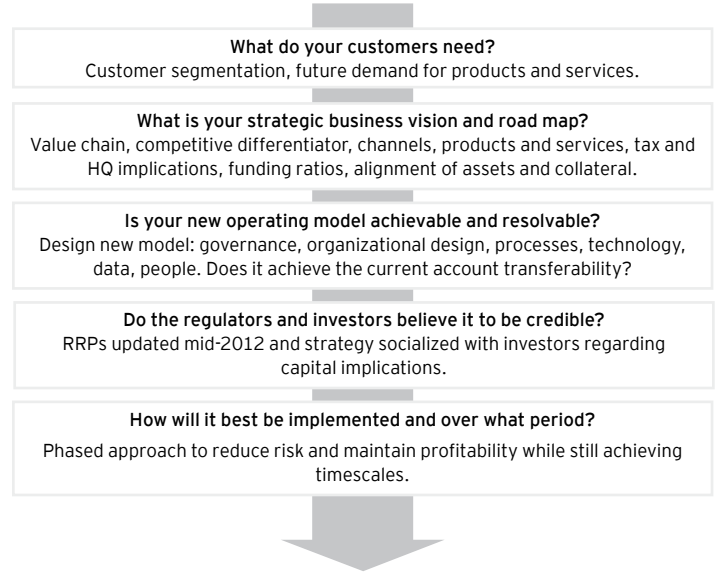 What do your customers need?
Customer segmentation, future demand for products and services.
What is your strategic business vision and road map?
Value chain, competitive differentiator, channels, products and services, tax and
HQ implications, funding ratios, alignment of assets and collateral.
Is your new operating model achievable and resolvable?
Design new model: governance, organizational design, processes, technology,
data, people. Does it achieve the current account transferability?
Do the regulators and investors believe it to be credible?
RRPs updated mid-2012 and strategy socialized with investors regarding
capital implications.
How will it best be implemented and over what period?
Phased approach to reduce risk and maintain profitability while still achieving
timescales.